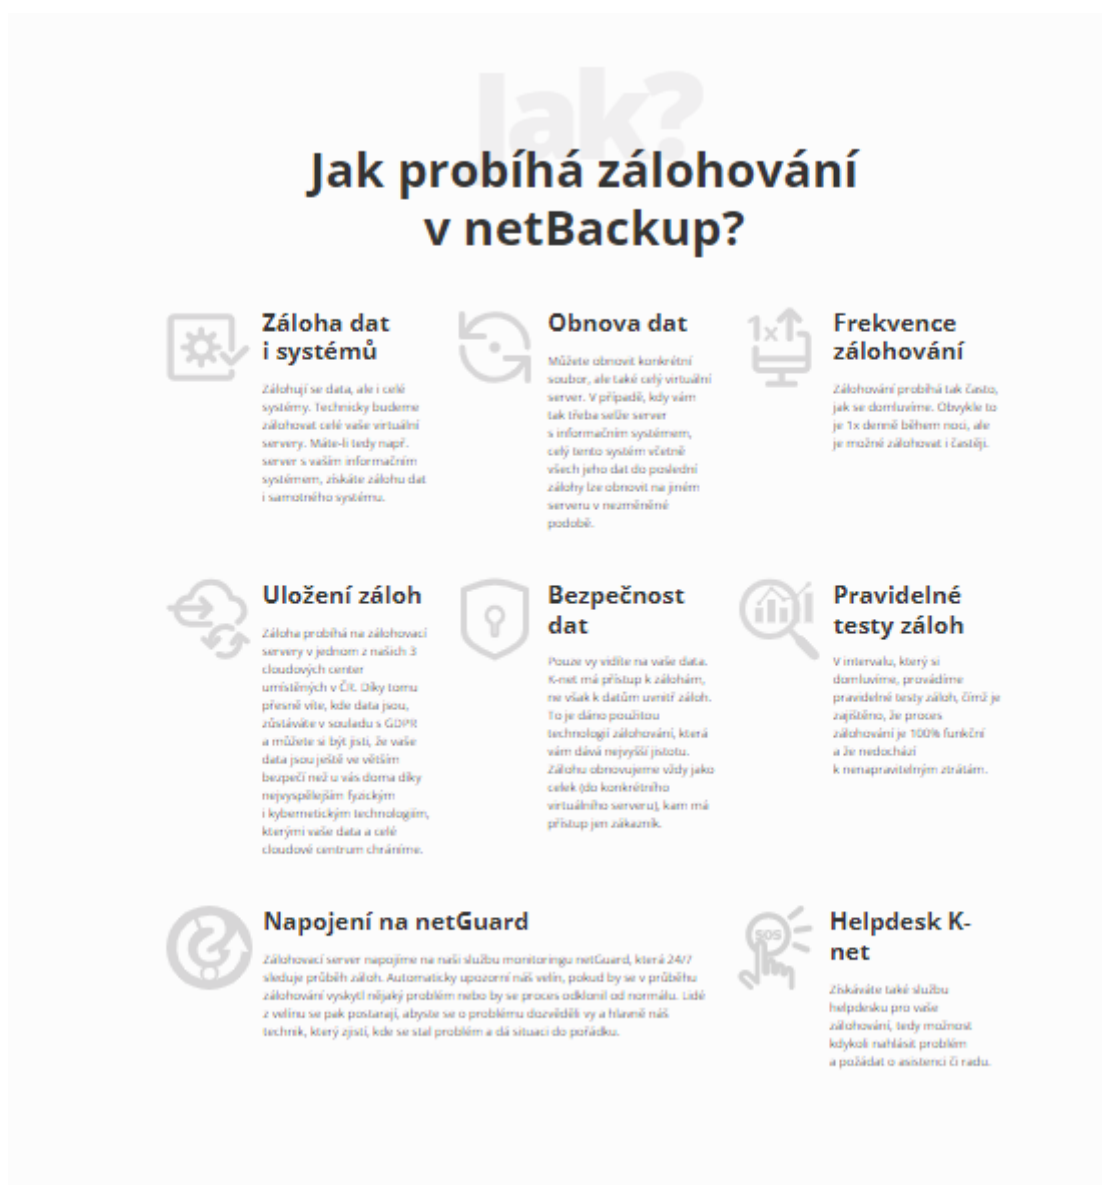 Jak?
Jak probíhá zálohování
v netBackup?
Záloha dat
i systémů
Zálohují se data, ale i celé
systémy. Technicky budeme
zálohovat celé vaše virtuální
servery. Máte-li tedy např.
server s vaším informačním
systémem, získáte zálohu dat
i samotného systému.
Obnova dat
Můžete obnovit konkrétní
soubor, ale také celý virtuální
server. V případě, kdy vám
tak třeba selže server
s informačním systémem,
celý tento systém včetně
všech jeho dat do poslední
zálohy lze obnovit na jiném
serveru v nezměněné
podobě.
1x
Frekvence
zálohování
Zálohování probíhá tak často,
jak se domluvíme. Obvykle to
je 1x denně během noci, ale
je možné zálohovat i častěji.
Uložení záloh
Záloha probíhá na zálohovací
servery v jednom z našich 3
cloudových center
umístěných v ČR. Díky tomu
přesně víte, kde data jsou,
zůstáváte v souladu s GDPR
a můžete si být jisti, že vaše
data jsou ještě ve větším
bezpečí než u vás doma díky
nejvyspělejším fyzickým
i kybernetickým technologiím,
kterými vaše data a celé
cloudové centrum chráníme.
Bezpečnost
dat
Pouze vy vidíte na vaše data.
K-net má přístup k zálohám,
ne však k datům uvnitř záloh.
To je dáno použitou
technologií zálohování, která
vám dává nejvyšší jistotu.
Zálohu obnovujeme vždy jako
celek (do konkrétního
virtuálního serveru), kam má
přístup jen zákazník.
Pravidelné
testy záloh
V intervalu, který si
domluvíme, provádíme
pravidelné testy záloh, čímž je
zajištěno, že proces
zálohování je 100% funkční
a že nedochází
k nenapravitelným ztrátám.
Napojení na netGuard
Zálohovací server napojíme na naši službu monitoringu netGuard, která 24/7
sleduje průběh záloh. Automaticky upozorní náš velín, pokud by se v průběhu
zálohování vyskytl nějaký problém nebo by se proces odklonil od normálu. Lidé
z velínu se pak postarají, abyste se o problému dozvěděli vy a hlavně náš
technik, který zjistí, kde se stal problém a dá situaci do pořádku.
SOS
Helpdesk K-
net
Získáváte také službu
helpdesku pro vaše
zálohování, tedy možnost
kdykoli nahlásit problém
a požádat o asistenci či radu.